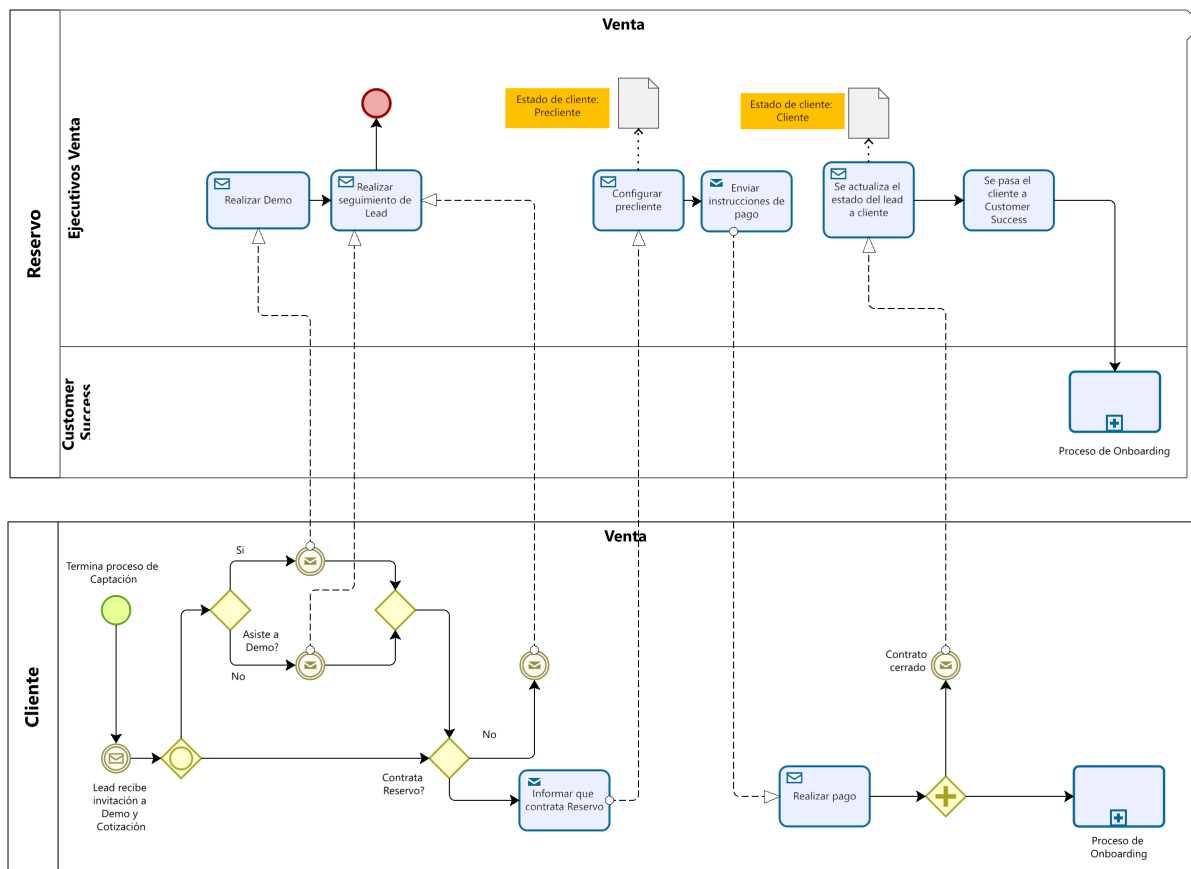 Venta
Reservo
Ejecutivos Venta
Estado de cliente:
Precliente
Estado de cliente:
Cliente
Realizar Demo
Realizar
seguimiento de
Lead
Configurar
precliente
Enviar
instrucciones de
pago
Se actualiza el
estado del lead
a cliente
Se pasa el
cliente a
Customer
Success
Customer
Success
Proceso de Onboarding
Venta
Cliente
Termina proceso de
Captación
Si
Asiste a
Demo?
No
Contrato
cerrado
No
Lead recibe
invitación a
Demo y
Cotización
Contrata
Reservo?
Informar que
contrata Reservo
Realizar pago
Proceso de
Onboarding